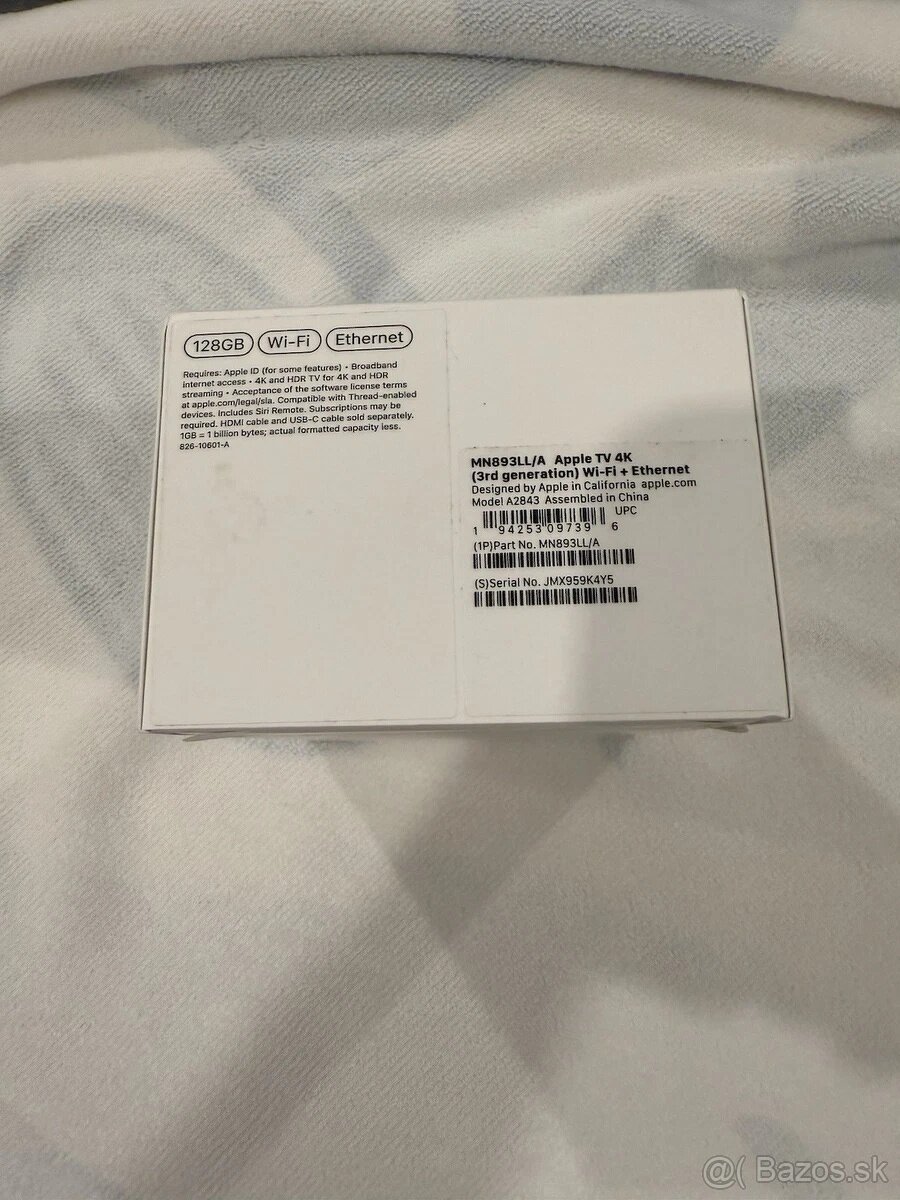 128GB Wi-Fi Ethernet
Requires: Apple ID (for some features) • Broadband
internet access • 4K and HDR TV for 4K and HDR
streaming • Acceptance of the software license terms
at apple.com/legal/sla. Compatible with Thread-enabled
devices. Includes Siri Remote. Subscriptions may be
required. HDMI cable and USB-C cable sold separately.
1GB = 1 billion bytes; actual formatted capacity less.
826-10601-A
MN893LL/A Apple TV 4K
(3rd generation) Wi-Fi + Ethernet
Designed by Apple in California apple.com
Model A2843 Assembled in China
UPC
1 94253 09739 6
(1P)Part No. MN893LL/A
(S)Serial No. JMX959K4Y5
@( Bazos.sk